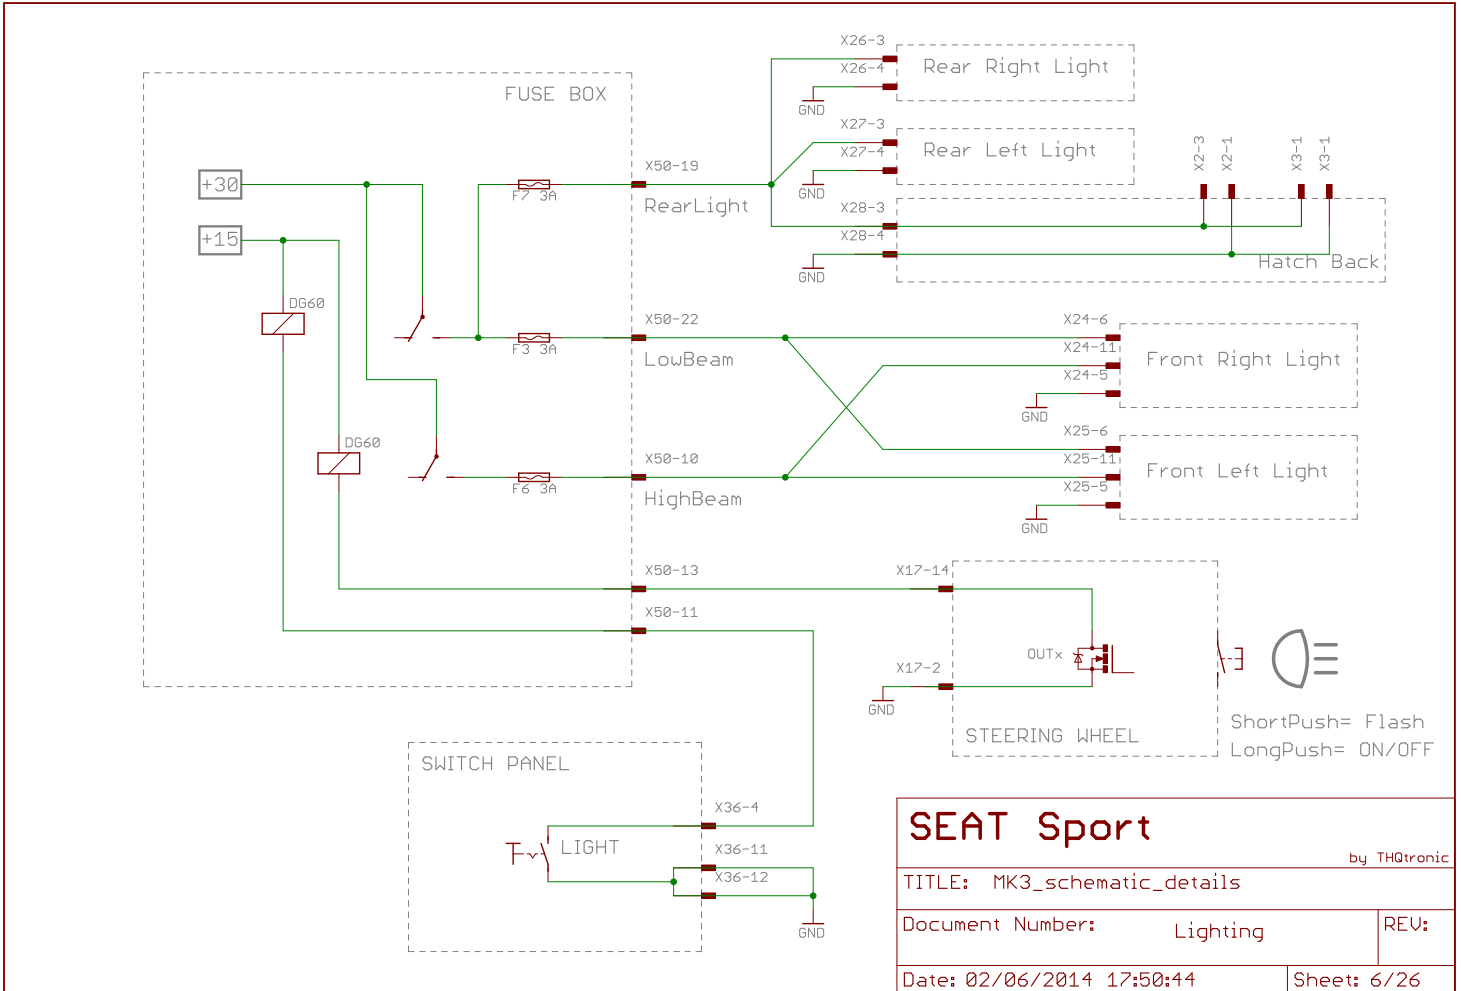 FUSE BOX
+30
+15
DG60
DG60
F7 3A
F3 3A
F6 3A
X50-19
RearLight
X50-22
LowBeam
X50-10
HighBeam
X50-13
X50-11
X26-3
X26-4
GND
Rear Right Light
X27-3
X27-4
GND
Rear Left Light
X28-3
X28-4
GND
X2-3
X2-1
X3-1
X3-1
Hatch Back
X24-6
X24-11
X24-5
GND
Front Right Light
X25-6
X25-11
X25-5
GND
Front Left Light
X17-14
OUTx
X17-2
GND
STEERING WHEEL
ShortPush= Flash
LongPush= ON/OFF
SWITCH PANEL
LIGHT
X36-4
X36-11
X36-12
GND
SEAT Sport
by THQtronic
TITLE: MK3_schematic_details
Document Number: Lighting
REV:
Date: 02/06/2014 17:50:44
Sheet: 6/26